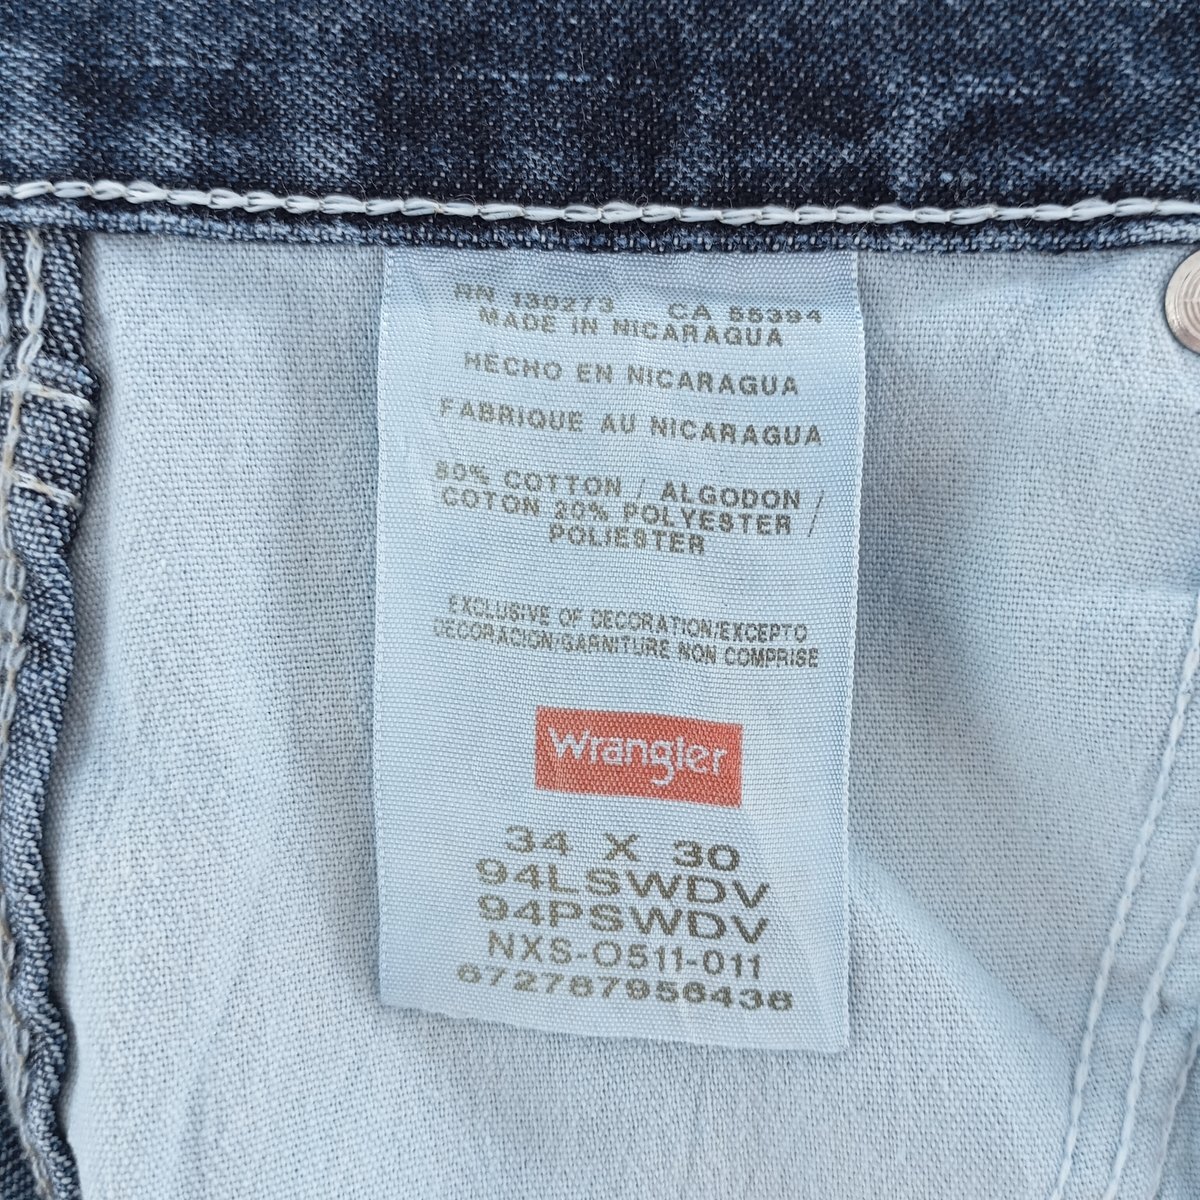 RN 130273 CA 55394
MADE IN NICARAGUA
HECHO EN NICARAGUA
FABRIQUE AU NICARAGUA
80% COTTON / ALGODON /
COTON 20% POLYESTER /
POLIESTER
EXCLUSIVE OF DECORATION/EXCEPTO
DECORACION/GARNITURE NON COMPRISE
Wrangler
34 X 30
94LSWDV
94PSWDV
NXS-O511-011
672787956438